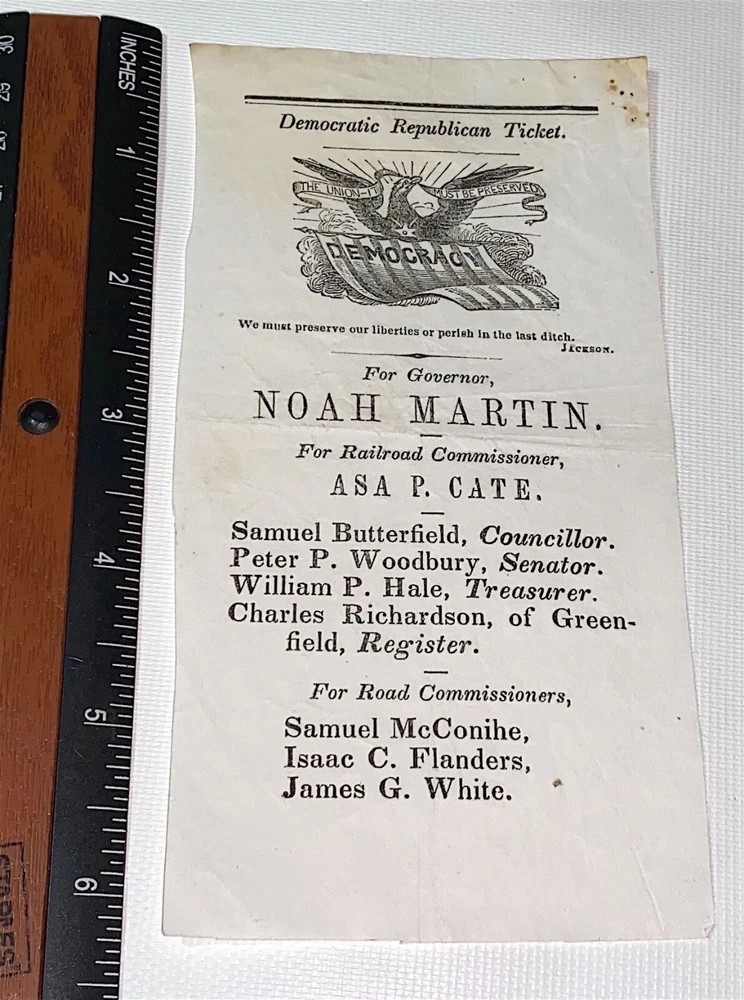 Democratic Republican Ticket.
THE UNION-IT MUST BE PRESERVED
DEMOCRACY
We must preserve our liberties or perish in the last ditch.
JACKSON.
For Governor,
NOAH MARTIN.
For Railroad Commissioner,
ASA P. CATE.
Samuel Butterfield, Councillor.
Peter P. Woodbury, Senator.
William P. Hale, Treasurer.
Charles Richardson, of Green-
field, Register.
For Road Commissioners,
Samuel McConihe,
Isaac C. Flanders,
James G. White.
INCHES
1
2
3
4
5
6
30
29
STAPLES